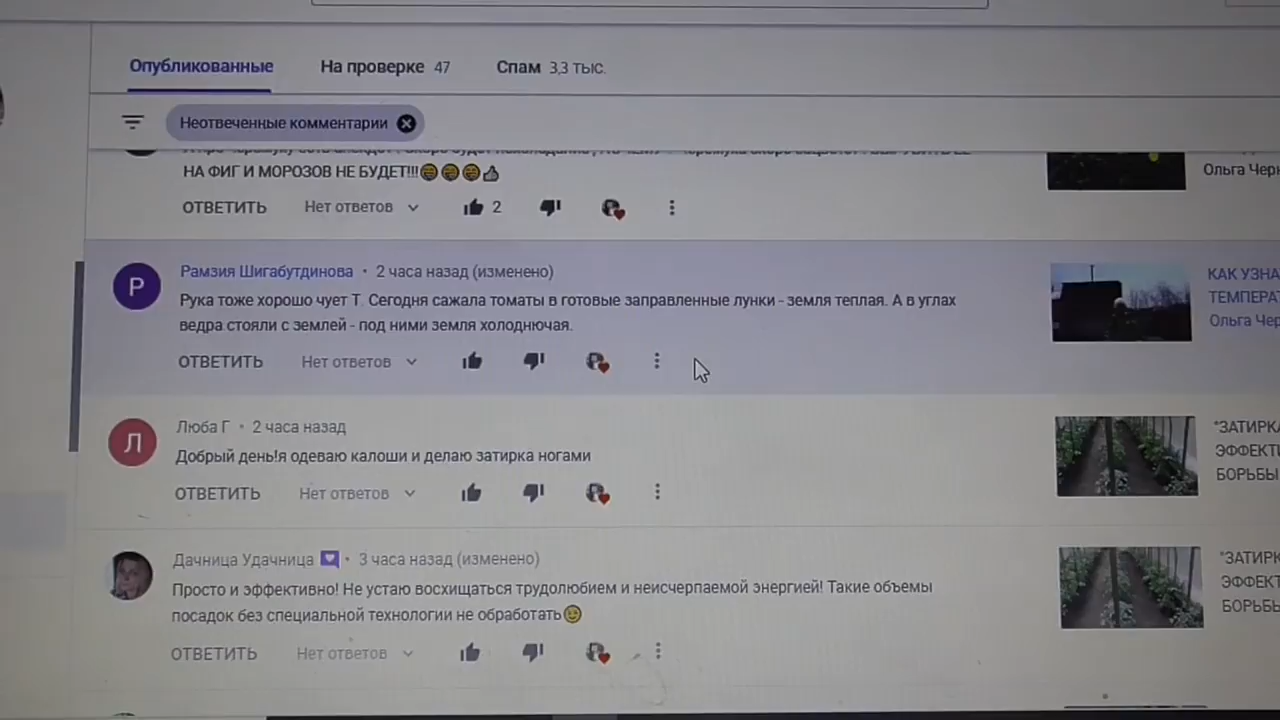 Опубликованные На проверке 47 Спам 3,3 тыс.
Неотвеченные комментарии
НА ФИГ И МОРОЗОВ НЕ БУДЕТ!!!😄😄😄👍
Ольга Черн
ОТВЕТИТЬ Нет ответов 2
Рамзия Шигабутдинова • 2 часа назад (изменено)
Рука тоже хорошо чует Т. Сегодня сажала томаты в готовые заправленные лунки - земля теплая. А в углах
ведра стояли с землей - под ними земля холоднючая.
КАК УЗНА
ТЕМПЕРАТ
Ольга Чер
ОТВЕТИТЬ Нет ответов
Люба Г • 2 часа назад
Добрый день!я одеваю калоши и делаю затирка ногами
"ЗАТИРКА
ЭФФЕКТИ
БОРЬБЫ
ОТВЕТИТЬ Нет ответов
Дачница Удачница • 3 часа назад (изменено)
Просто и эффективно! Не устаю восхищаться трудолюбием и неисчерпаемой энергией! Такие объемы
посадок без специальной технологии не обработать😉
"ЗАТИРК
ЭФФЕКТ
БОРЬБЫ
ОТВЕТИТЬ Нет ответов
Р
Л